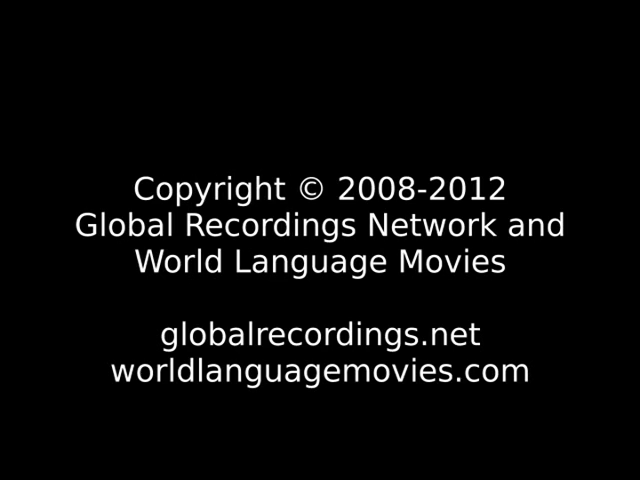 Copyright © 2008-2012
Global Recordings Network and
World Language Movies
globalrecordings.net
worldlanguagemovies.com